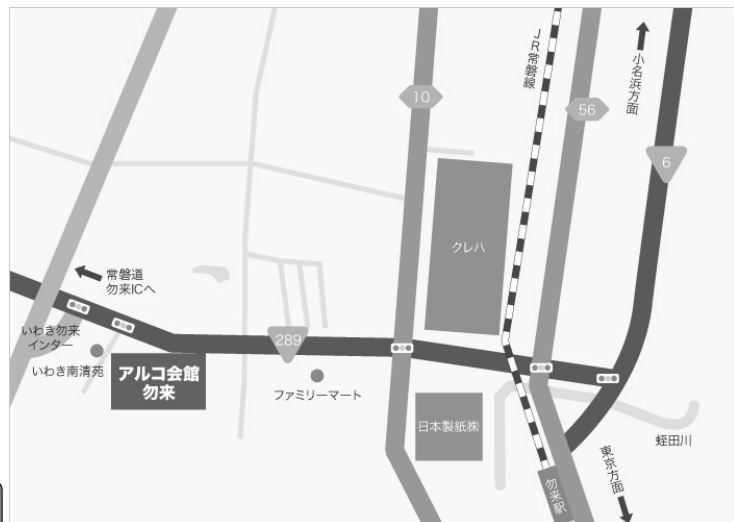 JR常磐線
小名浜方面
10
56
6
クレハ
常磐道
勿来ICへ
いわき勿来
インター
289
いわき南清苑
アルコ会館
勿来
ファミリーマート
日本製紙㈱
蛭田川
勿来駅
東京方面